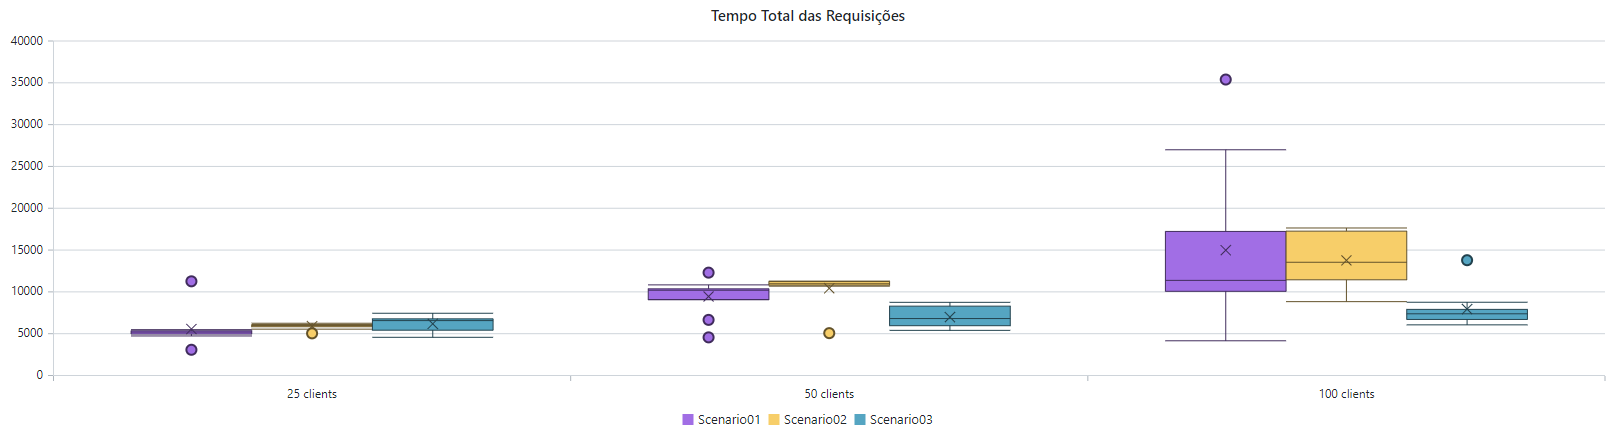 Tempo Total das Requisições
40000
35000
30000
25000
20000
15000
10000
5000
0
25 clients
50 clients
100 clients
Scenario01
Scenario02
Scenario03